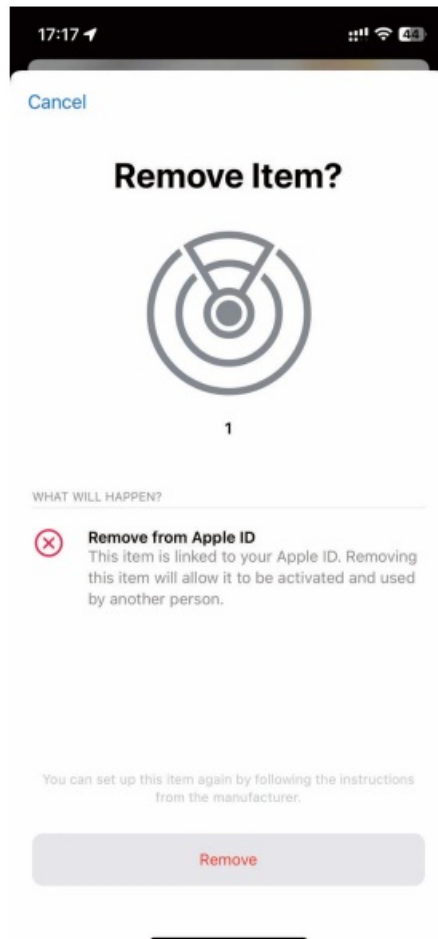 17:17
44
Cancel
Remove Item?
1
WHAT WILL HAPPEN?
Remove from Apple ID
This item is linked to your Apple ID. Removing
this item will allow it to be activated and used
by another person.
You can set up this item again by following the instructions
from the manufacturer.
Remove